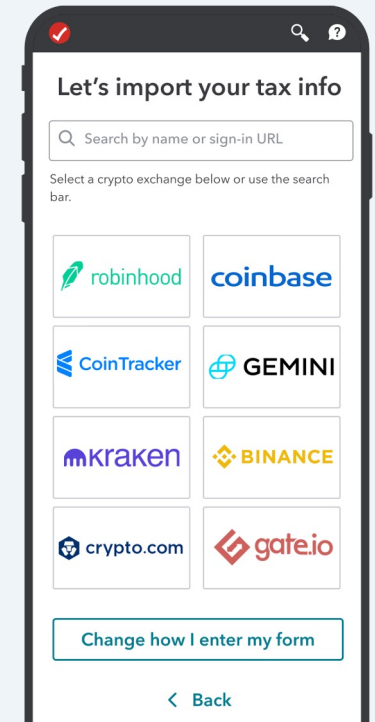 Let’s import your tax info
Search by name or sign-in URL
Select a crypto exchange below or use the search
bar.
robinhood
coinbase
CoinTracker
GEMINI
mkraken
BINANCE
crypto.com
gate.io
Change how I enter my form
Back